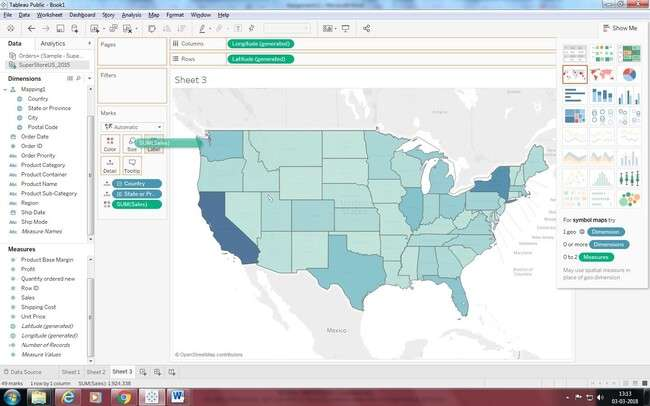 Tableau Public - Book1
File Data Worksheet Dashboard Story Analysis Map Format Window Help
Show Me
Data Analytics
Orders+ (Sample - Supe...
SuperStoreUS_2015
Dimensions
Mapping1
Country
State or Province
City
Postal Code
Order Date
Order ID
Order Priority
Product Category
Product Container
Product Name
Product Sub-Category
Region
Ship Date
Ship Mode
Measure Names
Measures
Product Base Margin
Profit
Quantity ordered new
Row ID
Sales
Shipping Cost
Unit Price
Latitude (generated)
Longitude (generated)
Number of Records
Measure Values
Pages
Filters
Marks
Automatic
Color Size Label
SUM(Sales)
Detail Tooltip
Country
State or Pr..
SUM(Sales)
Columns Longitude (generated)
Rows Latitude (generated)
Sheet 3
Mexico
© OpenStreetMap contributors
For symbol maps try
1 geo Dimension
0 or more Dimensions
0 to 2 Measures
May use spatial measure in
place of geo dimension.
Data Source Sheet 1 Sheet 2 Sheet 3
49 marks 1 row by 1 column SUM(Sales): 1,924,338
13:13
03-03-2018